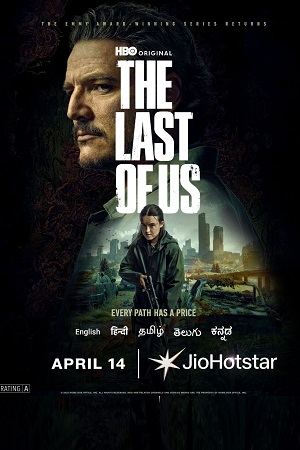 THE EMMY AWARD-WINNING SERIES RETURNS
HBO ORIGINAL
THE
LAST
OF US
EVERY PATH HAS A PRICE
English हिन्दी தமிழ் తెలుగు ಕನ್ನಡ
APRIL 14 | JioHotstar
RATING A